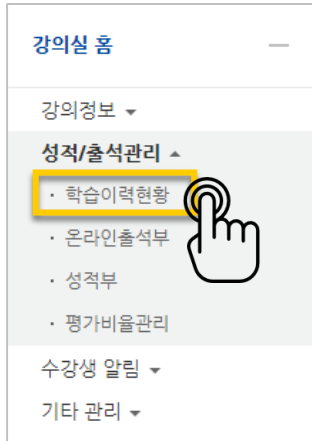 강의실 홈
강의정보
성적/출석관리
· 학습이력현황
· 온라인출석부
· 성적부
· 평가비율관리
수강생 알림
기타 관리